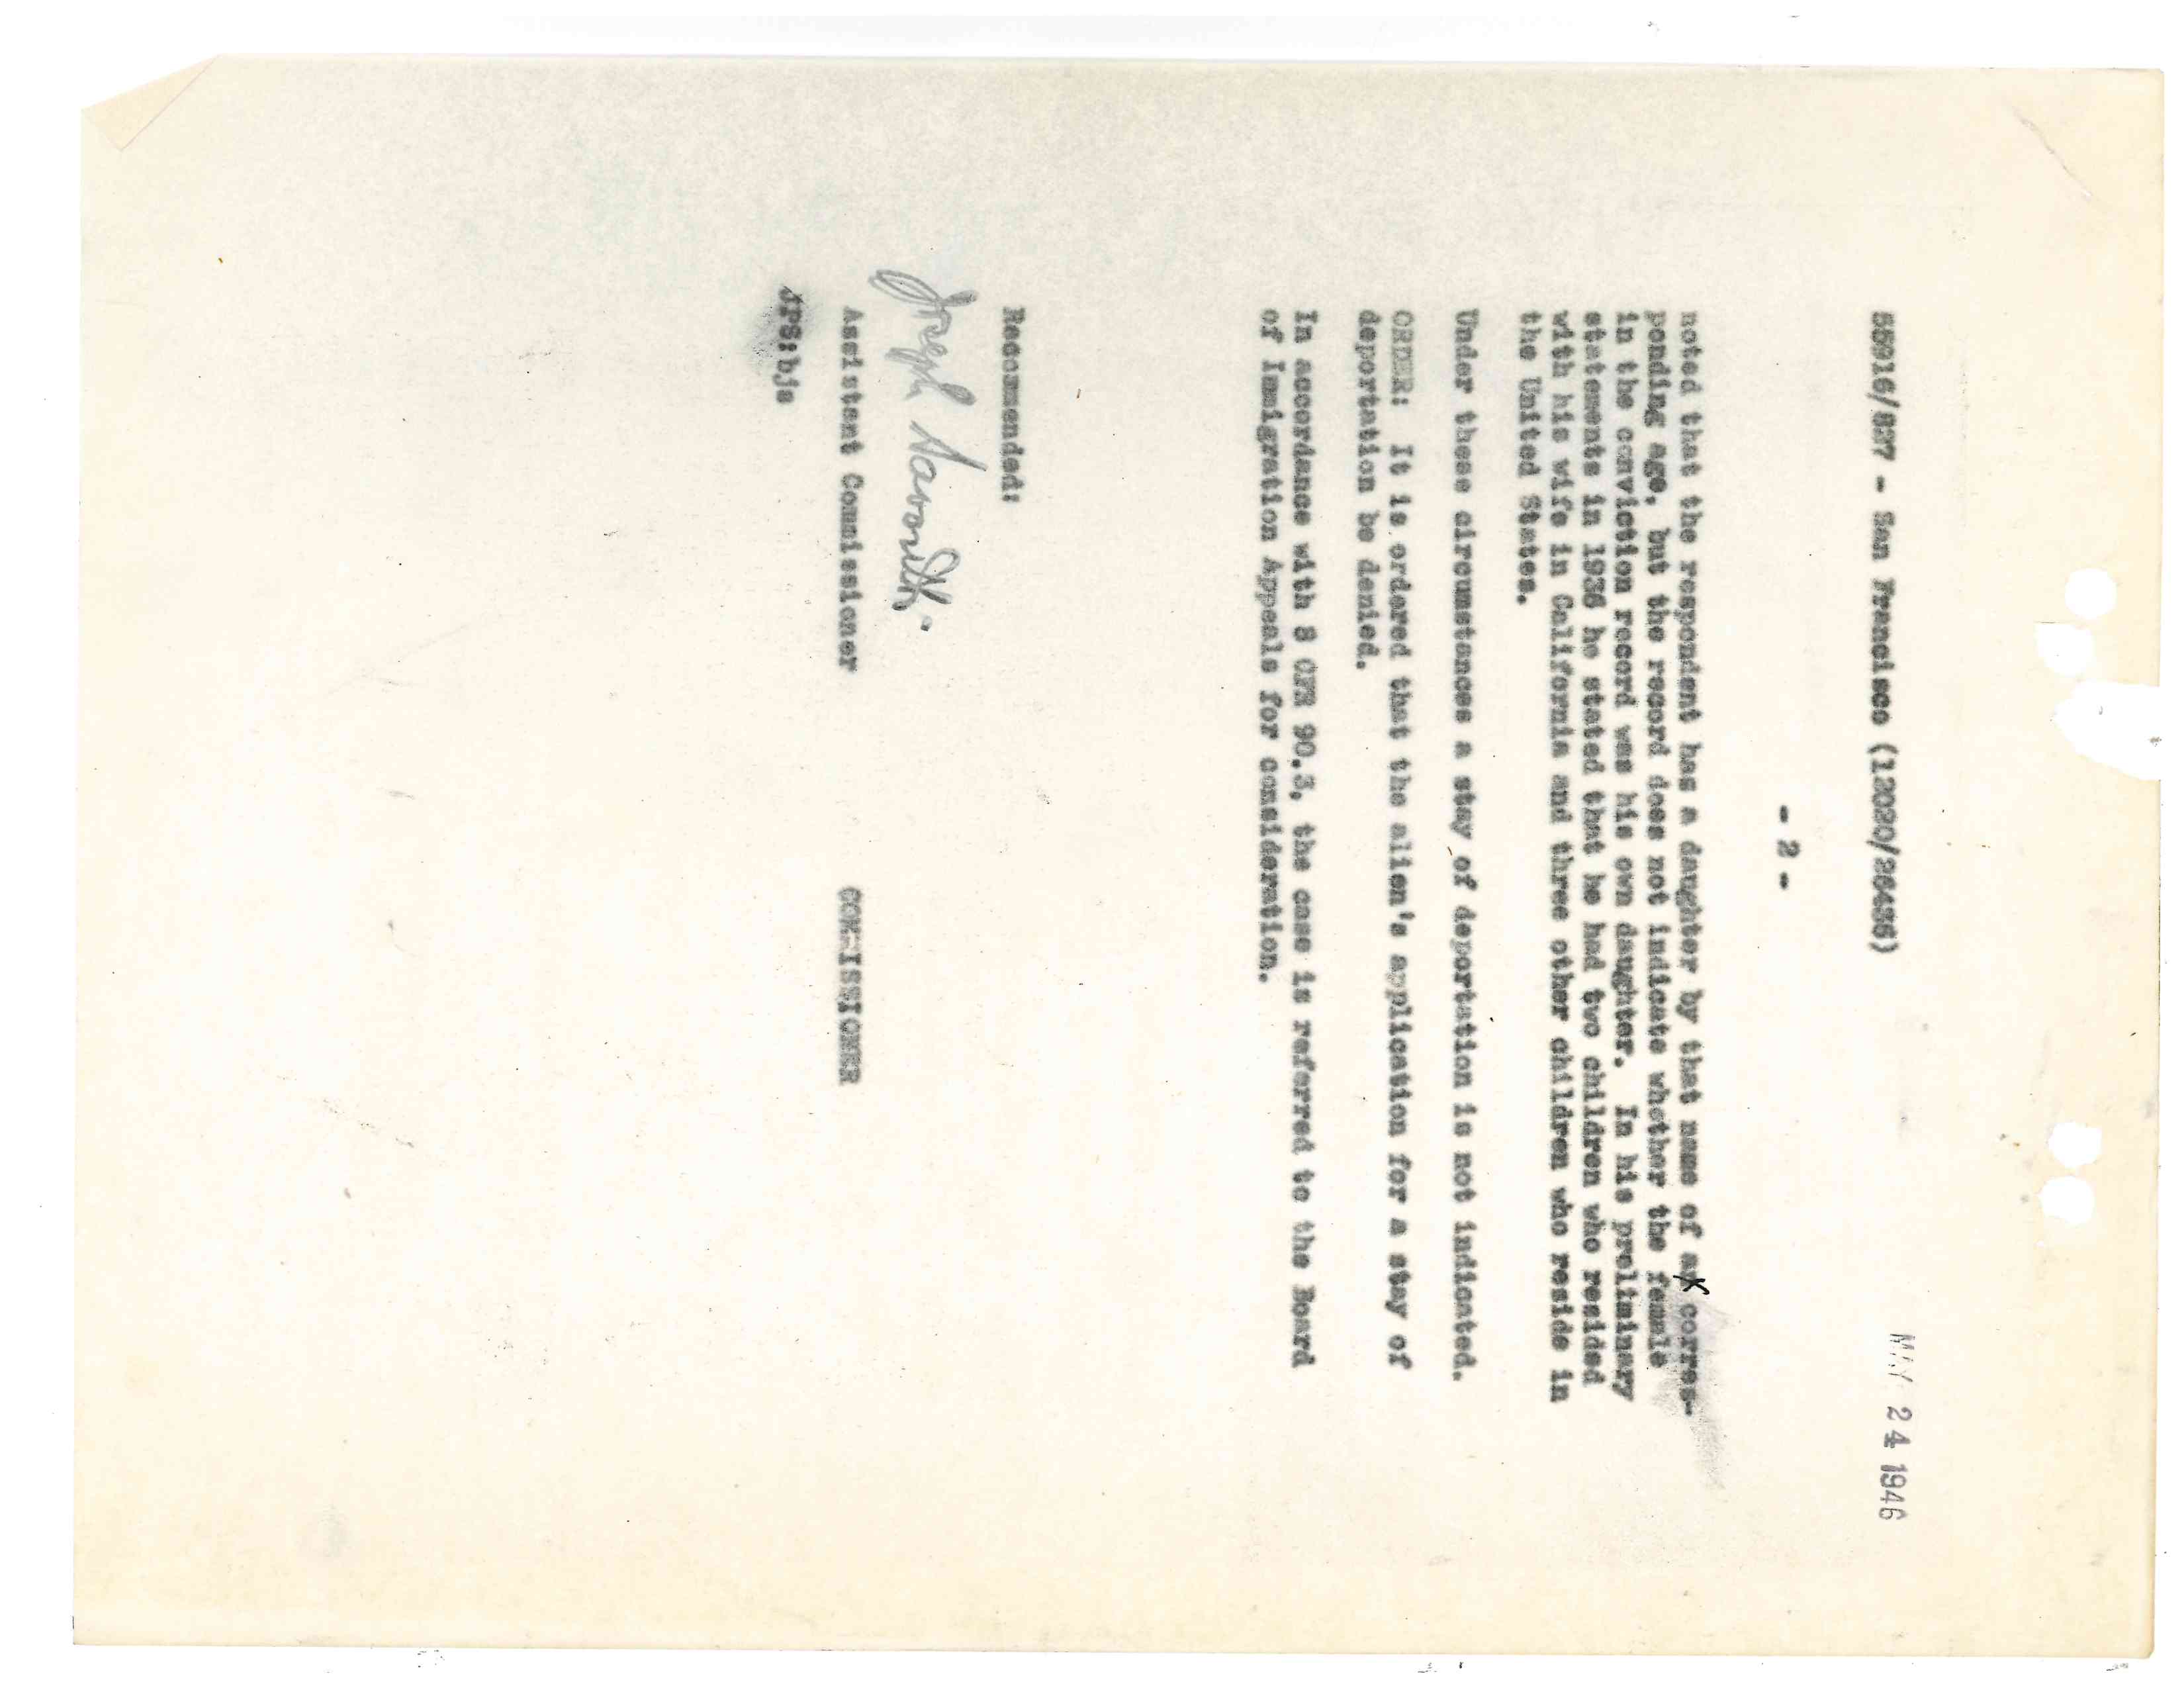 MAY 24 1946
55916/827 - San Francisco (12020/26436)
- 2 -
noted that the respondent has a daughter by that name of a corres-
ponding age, but the record does not indicate whether the female
in the conviction record was his own daughter. In his preliminary
statements in 1936 he stated that he had two children who resided
with his wife in California and three other children who reside in
the United States.
Under these circumstances a stay of deportation is not indicated.
ORDER: It is ordered that the alien's application for a stay of
deportation be denied.
In accordance with 8 CFR 90.3, the case is referred to the Board
of Immigration Appeals for consideration.
Recommended:
Joseph Savoretti
Assistant Commissioner COMMISSIONER
JPS:bjs